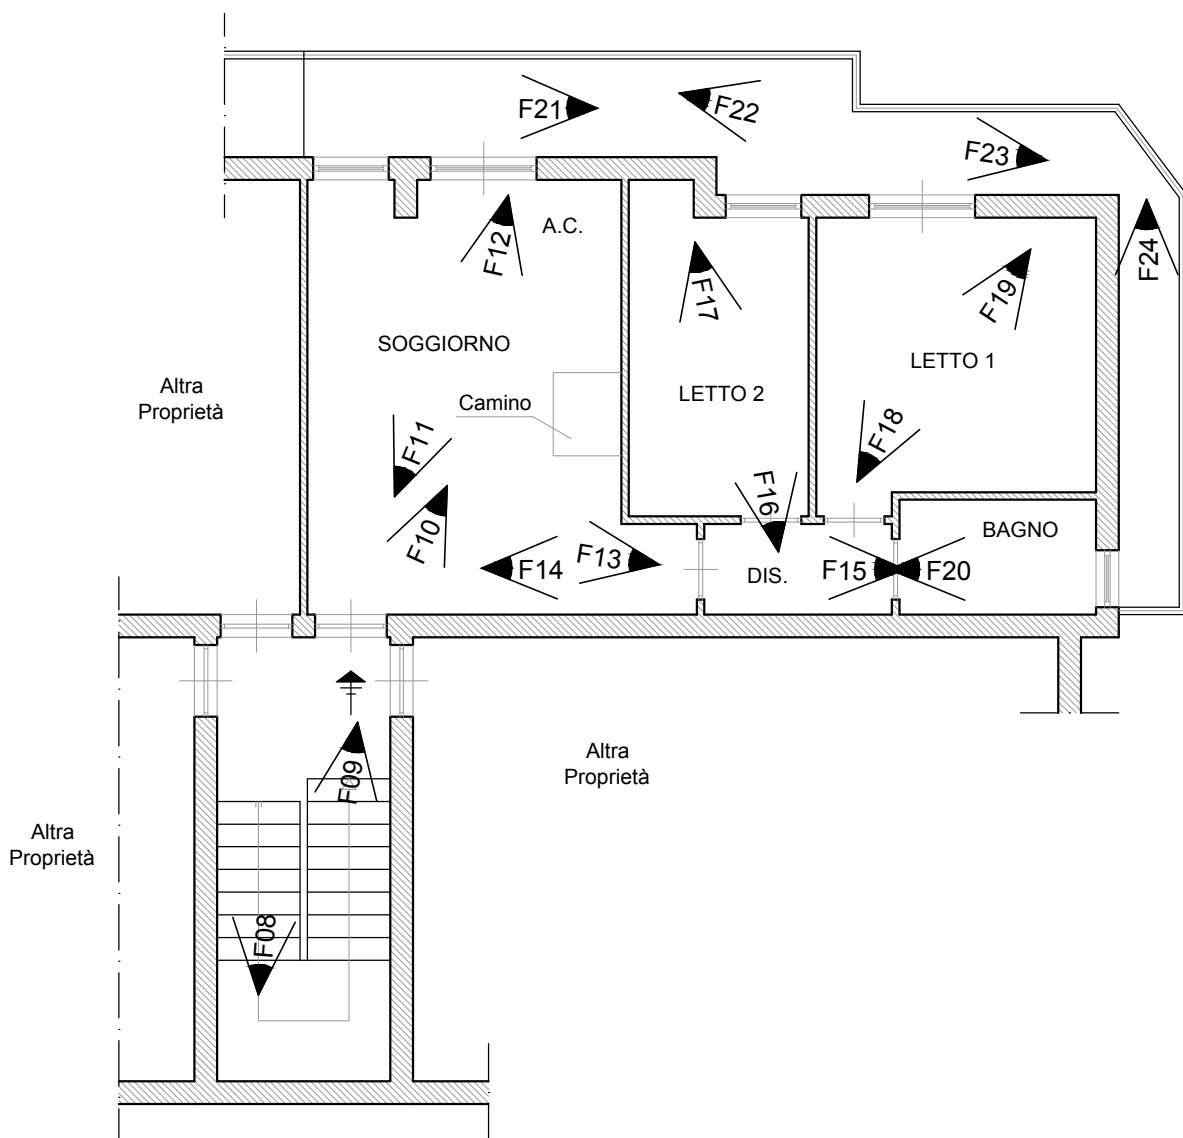 F21
F22
F23
F12
A.C.
F24
F17
F19
SOGGIORNO
LETTO 1
Altra
Proprietà
LETTO 2
Camino
F11
F18
F10
F16
BAGNO
F14
F13
DIS.
F15
F20
Altra
Proprietà
F09
Altra
Proprietà
F08